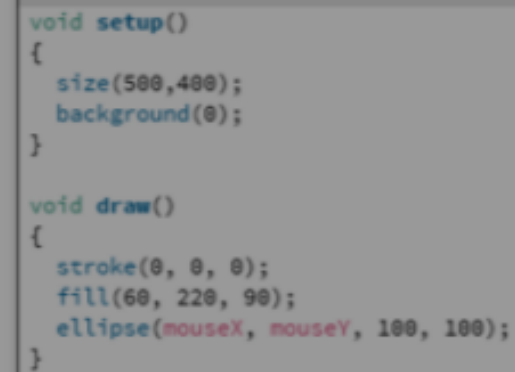 void setup()
{
size(500,400);
background(0);
}
void draw()
{
stroke(0, 0, 0);
fill(60, 220, 90);
ellipse(mouseX, mouseY, 100, 100);
}